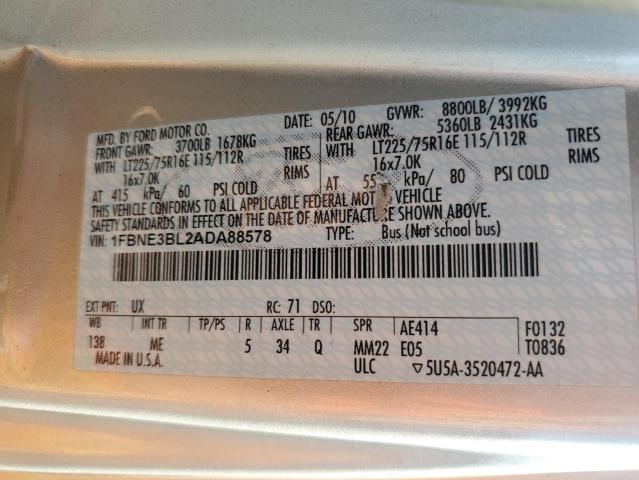 MFD. BY FORD MOTOR CO. DATE: 05/10 GVWR: 8800LB/ 3992KG
FRONT GAWR: 3700LB 1678KG REAR GAWR: 5360LB 2431KG
WITH LT225/75R16E 115/112R TIRES WITH LT225/75R16E 115/112R TIRES
16x7.0K RIMS 16x7.0K RIMS
AT 415 kPa/ 60 PSI COLD AT 55 kPa/ 80 PSI COLD
THIS VEHICLE CONFORMS TO ALL APPLICABLE FEDERAL MOT VEHICLE
SAFETY STANDARDS IN EFFECT ON THE DATE OF MANUFACTURE SHOWN ABOVE.
VIN: 1FBNE3BL2ADA88578 TYPE: Bus (Not school bus)
EXT PNT: UX RC: 71 DSO:
WB INT TR TP/PS R AXLE TR SPR AE414 F0132
138 ME 5 34 Q MM22 E05 T0836
MADE IN U.S.A. ULC ▽5U5A-3520472-AA